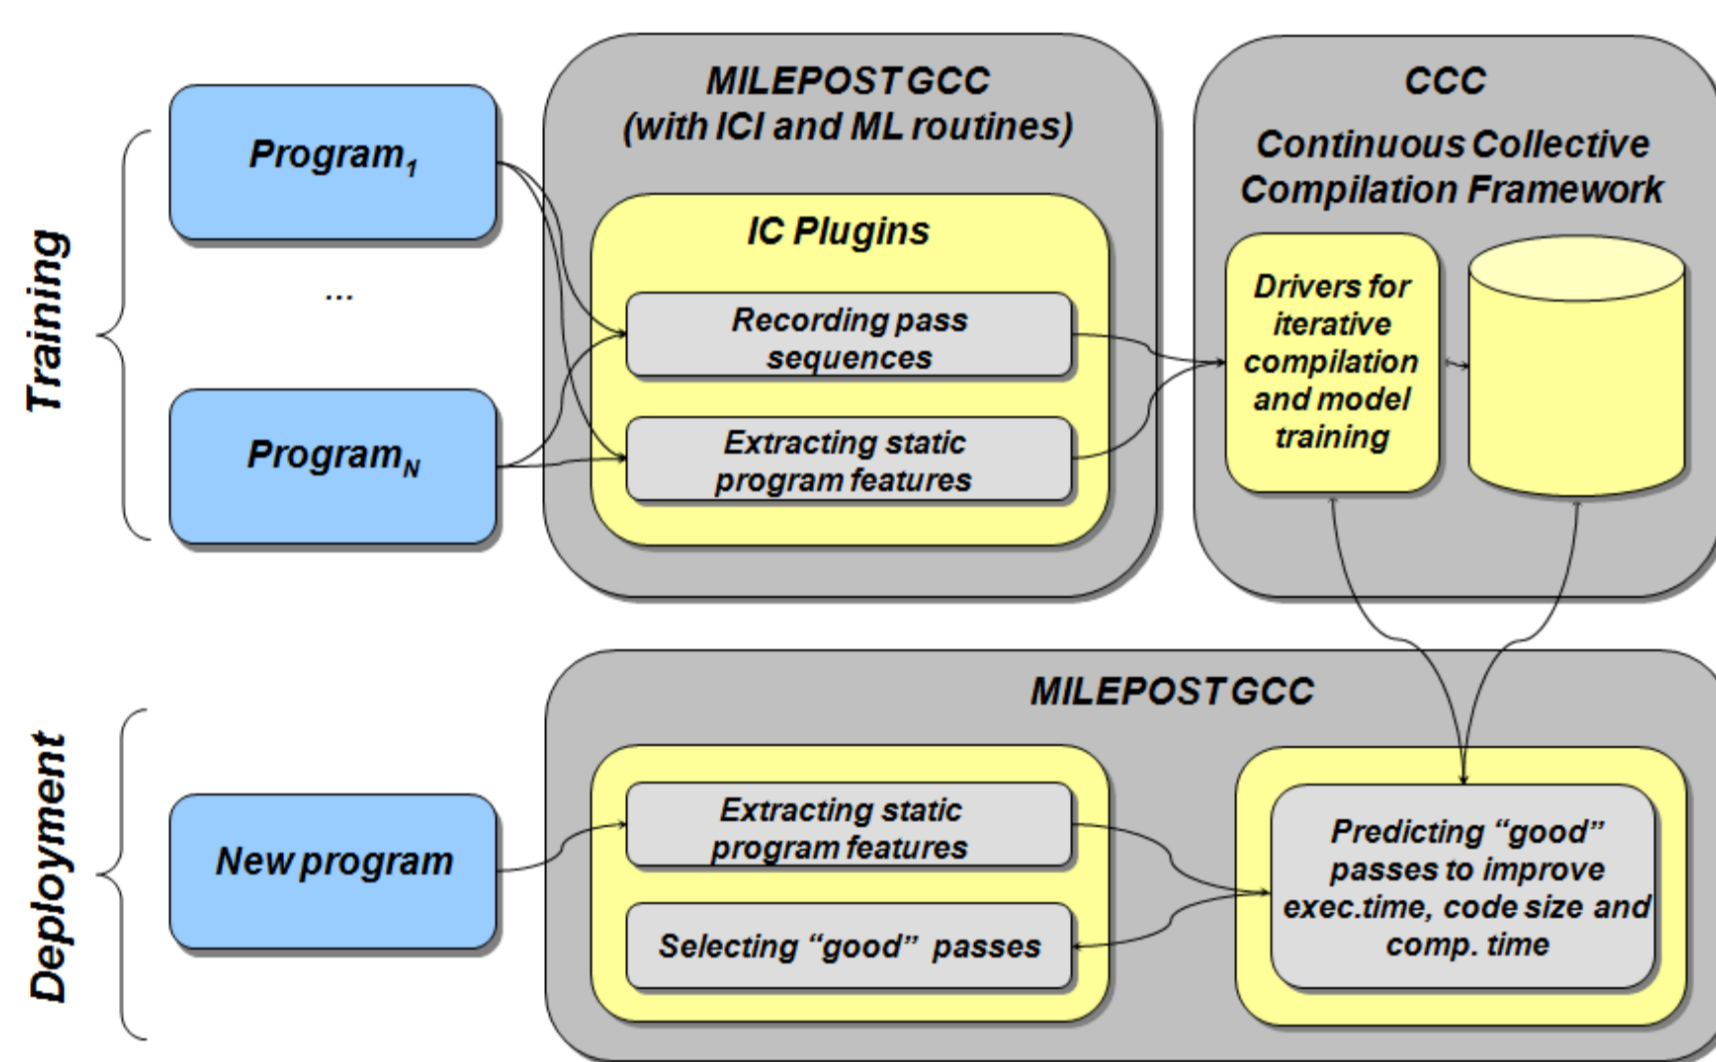 Training
Program1
...
ProgramN
MILEPOST GCC
(with ICI and ML routines)
IC Plugins
Recording pass
sequences
Extracting static
program features
CCC
Continuous Collective
Compilation Framework
Drivers for
iterative
compilation
and model
training
Deployment
New program
MILEPOST GCC
Extracting static
program features
Selecting “good” passes
Predicting “good”
passes to improve
exec.time, code size and
comp. time